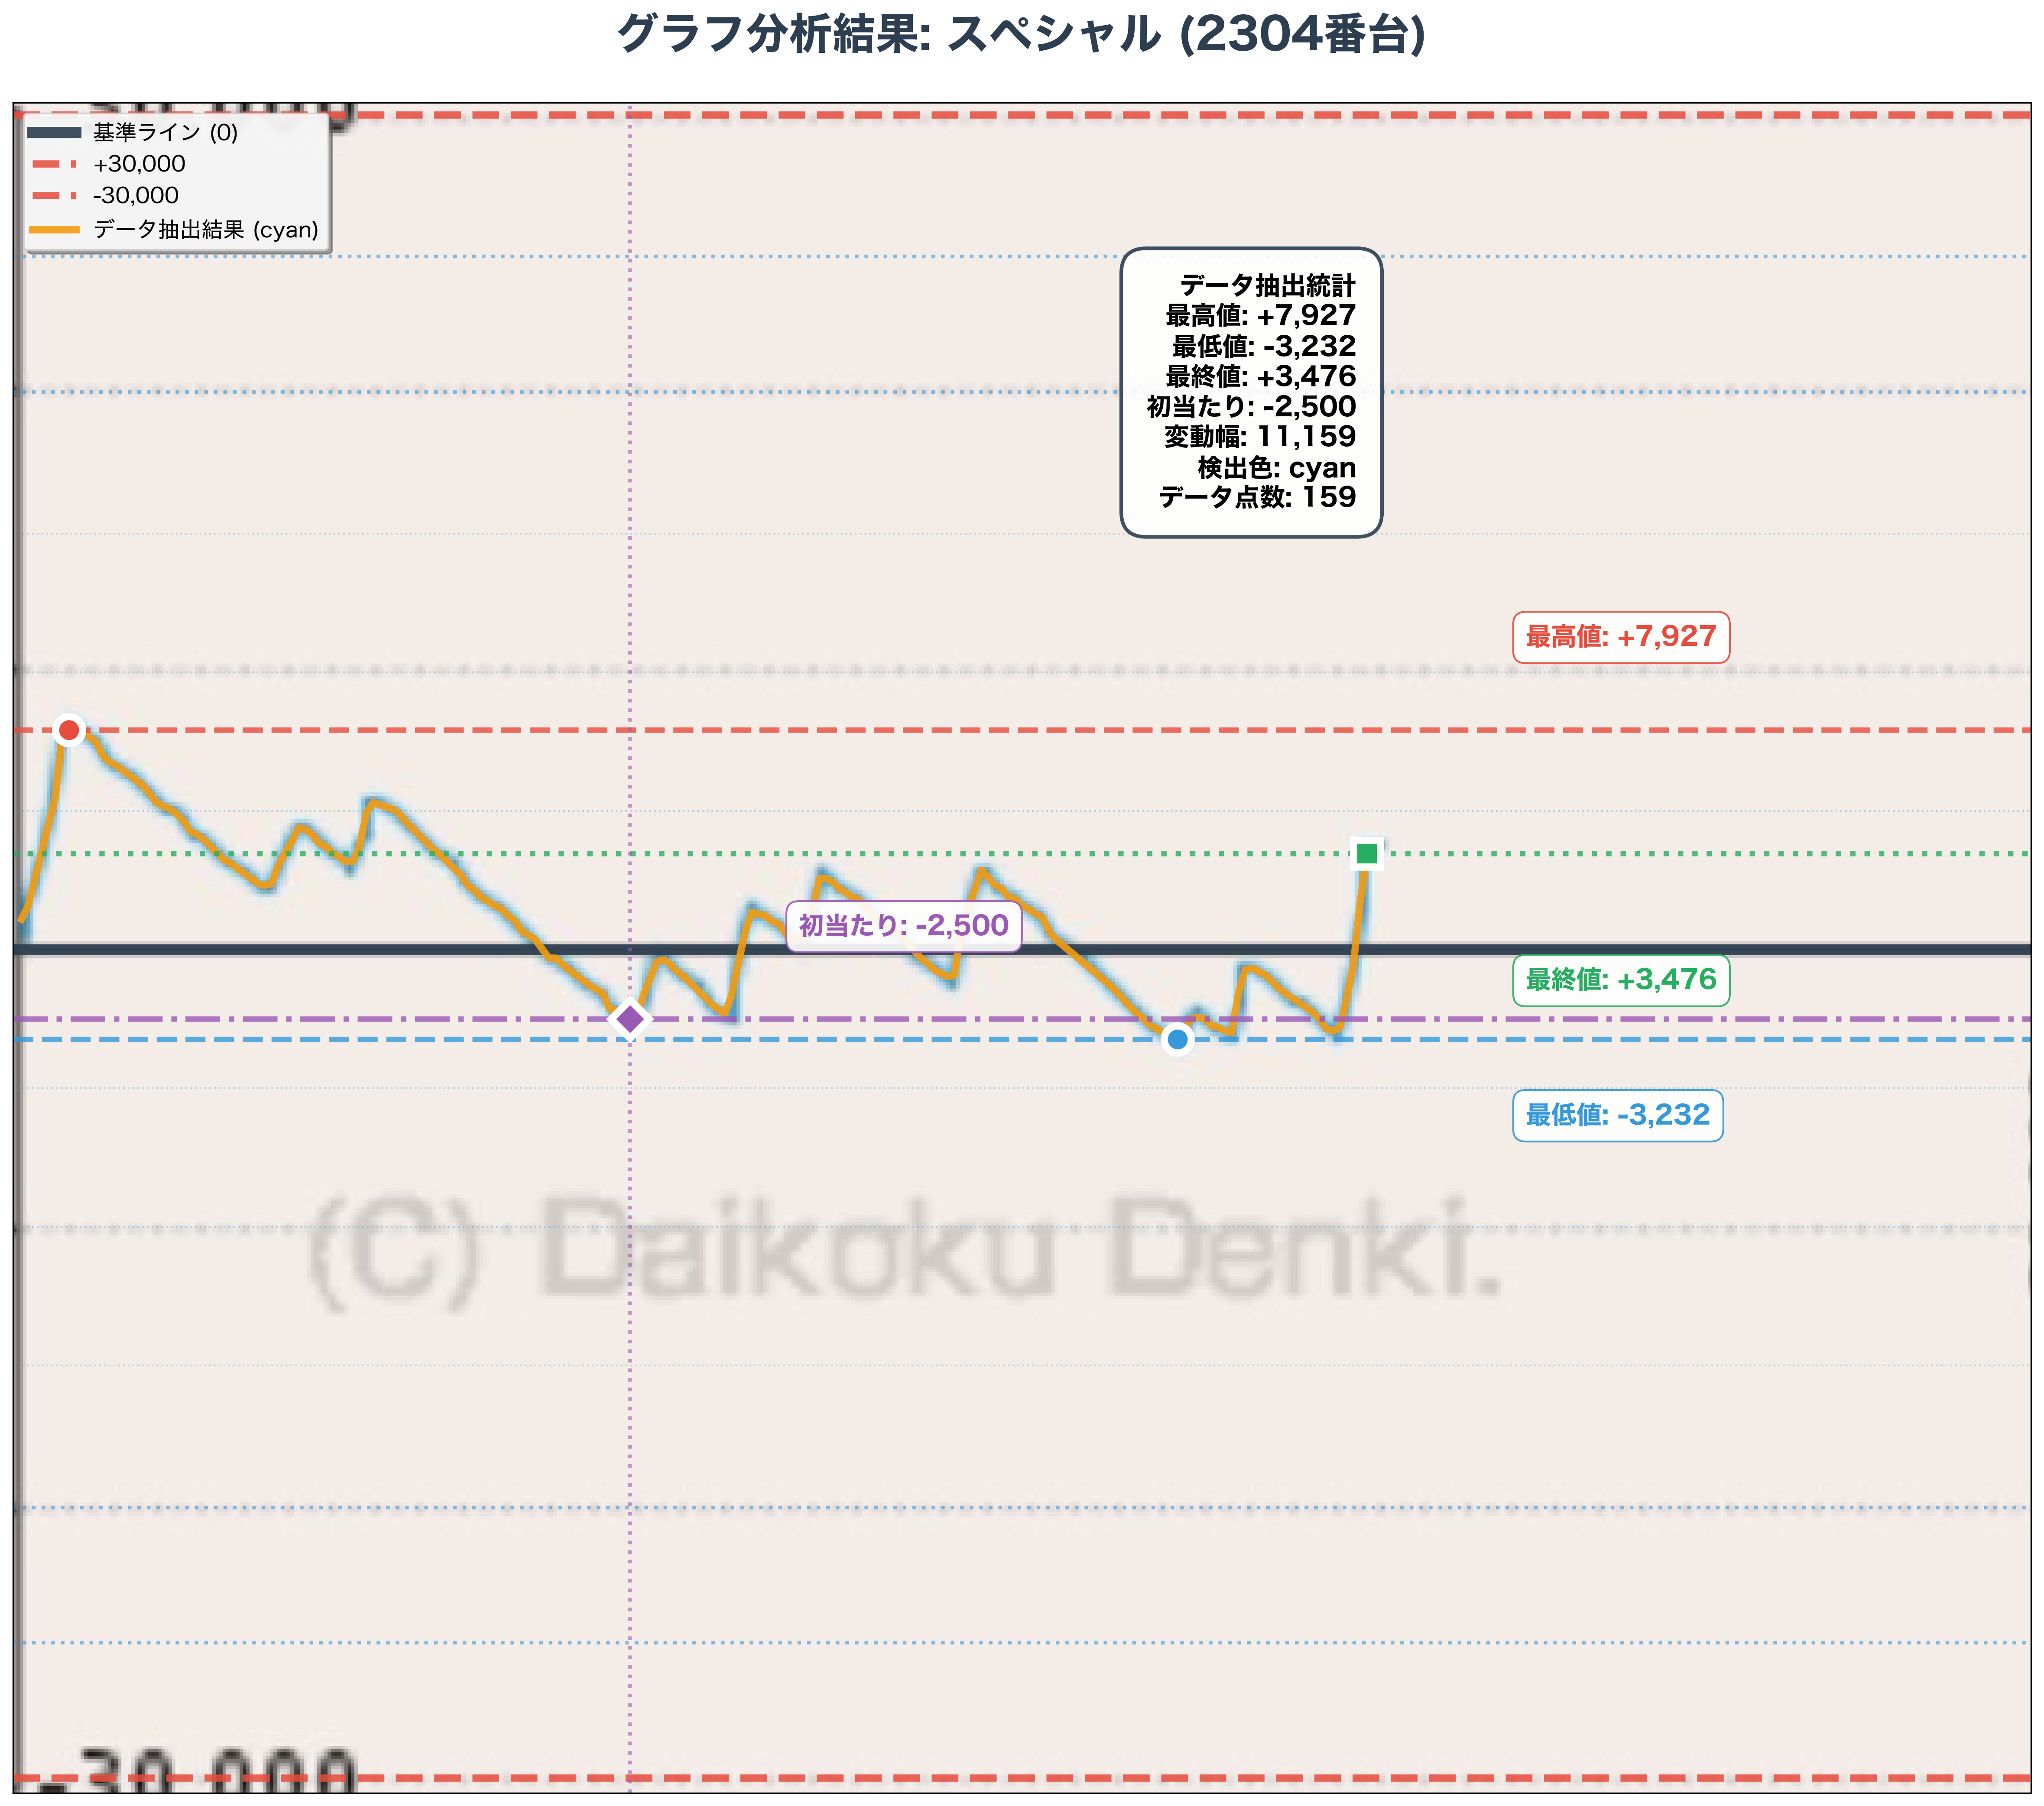 グラフ分析結果: スペシャル (2304番台)
基準ライン (0)
+30,000
-30,000
データ抽出結果 (cyan)
データ抽出統計
最高値: +7,927
最低値: -3,232
最終値: +3,476
初当たり: -2,500
変動幅: 11,159
検出色: cyan
データ点数: 159
最高値: +7,927
初当たり: -2,500
最終値: +3,476
最低値: -3,232
(C) Daikoku Denki.
-30,000